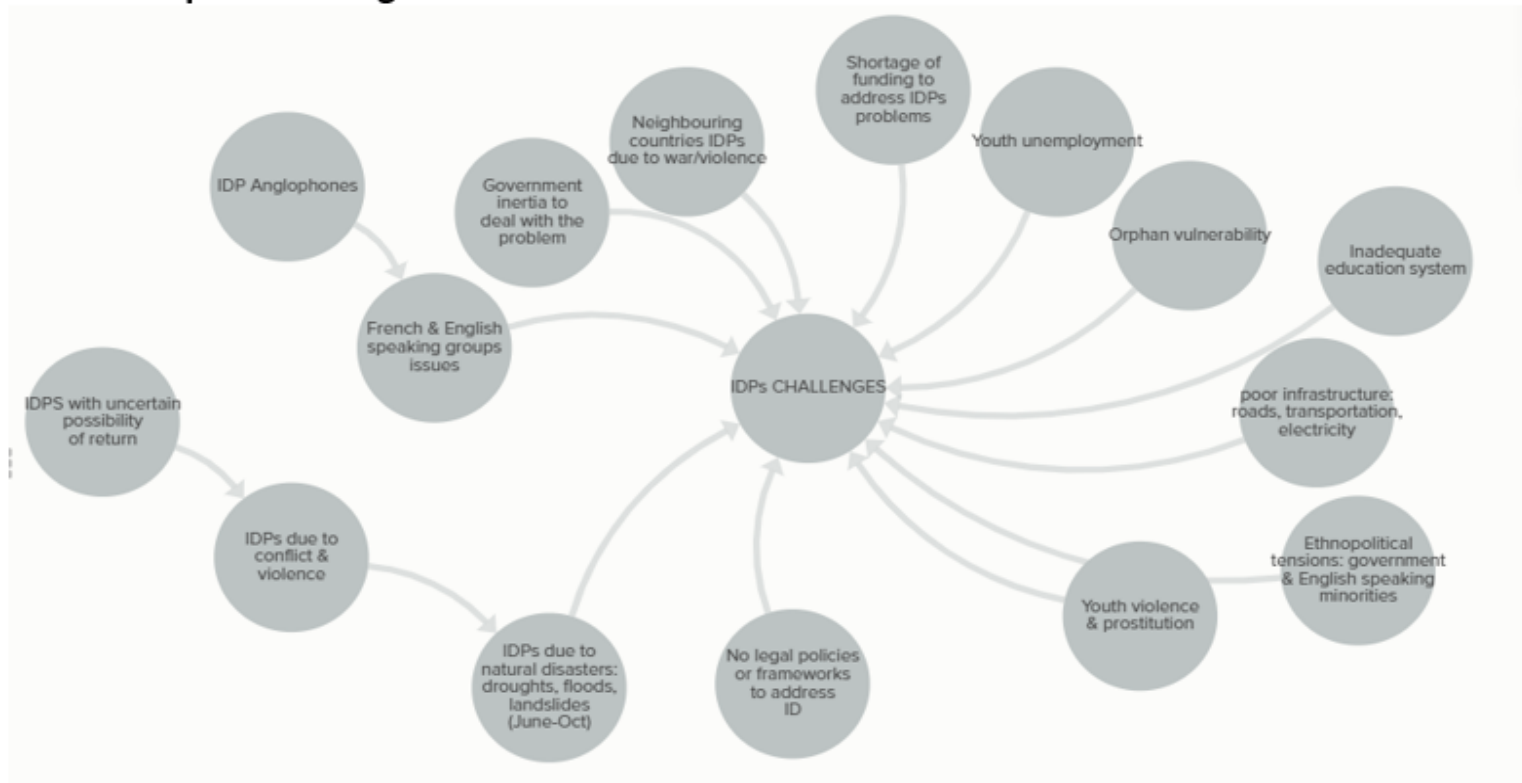 Shortage of
funding to
address IDPs
problems
Neighbouring
countries IDPs
due to war/violence
Youth unemployment
IDP Anglophones
Government
inertia to
deal with the
problem
Orphan vulnerability
Inadequate
education system
French & English
speaking groups
issues
IDPs CHALLENGES
IDPS with uncertain
possibility
of return
poor infrastructure:
roads, transportation,
electricity
IDPs due to
conflict &
violence
Ethnopolitical
tensions: government
& English speaking
minorities
Youth violence
& prostitution
IDPs due to
natural disasters:
droughts, floods,
landslides
(June-Oct)
No legal policies
or frameworks
to address
ID